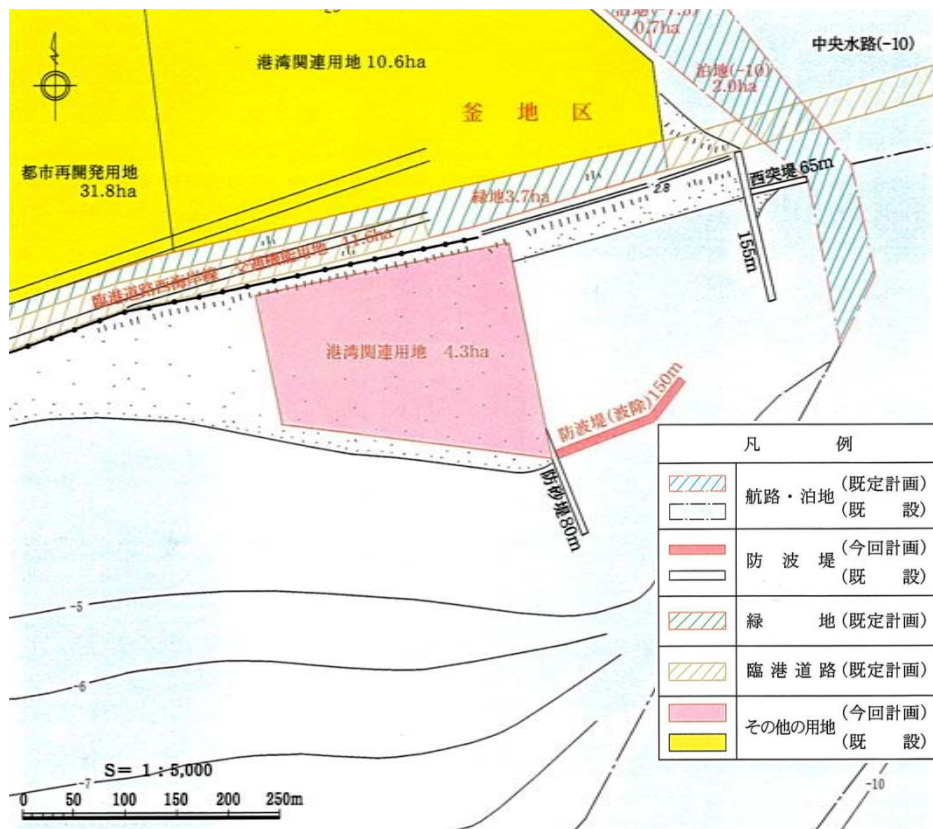 泊地(-7.5)
0.7ha
中央水路(-10)
港湾関連用地 10.6ha
泊地(-10)
2.0ha
釜地区
都市再開発用地
31.8ha
西突堤 65m
緑地3.7ha
2.8
155m
臨港道路西海岸線 交通機能用地 11.6ha
港湾関連用地 4.3ha
防波堤(波除)150m
防砂堤80m
凡例
航路・泊地(既定計画)
(既設)
防波堤(今回計画)
(既設)
緑地(既定計画)
臨港道路(既定計画)
その他の用地(今回計画)
(既設)
-5
-6
-7
-10
S= 1:5,000
0 50 100 150 200 250m